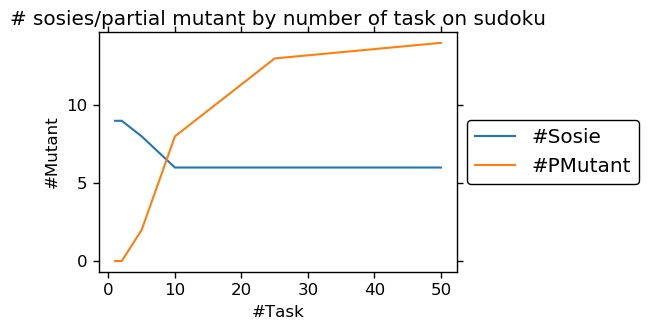 # sosies/partial mutant by number of task on sudoku
#Mutant
10
5
0
0
10
20
30
40
50
#Task
#Sosie
#PMutant